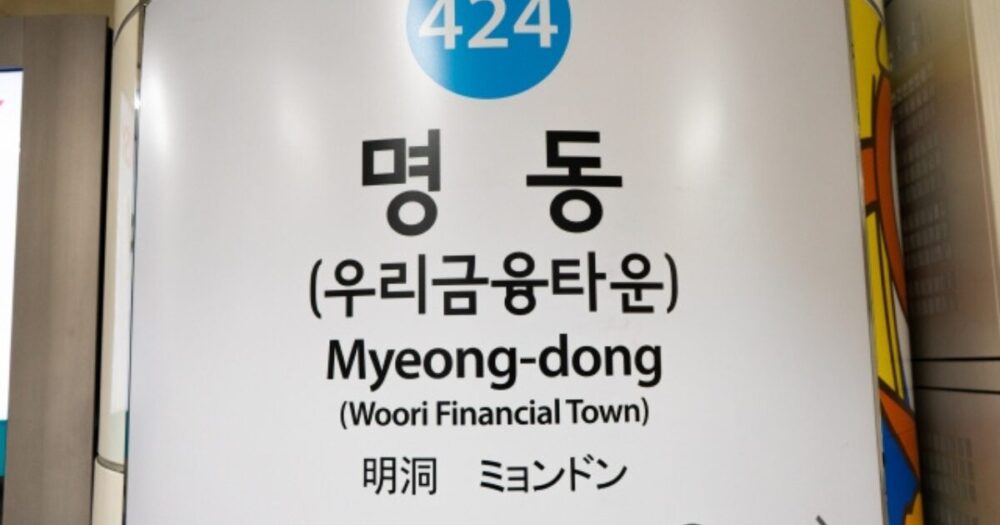 424
명 동
(우리금융타운)
Myeong-dong
(Woori Financial Town)
明洞 ミョンドン